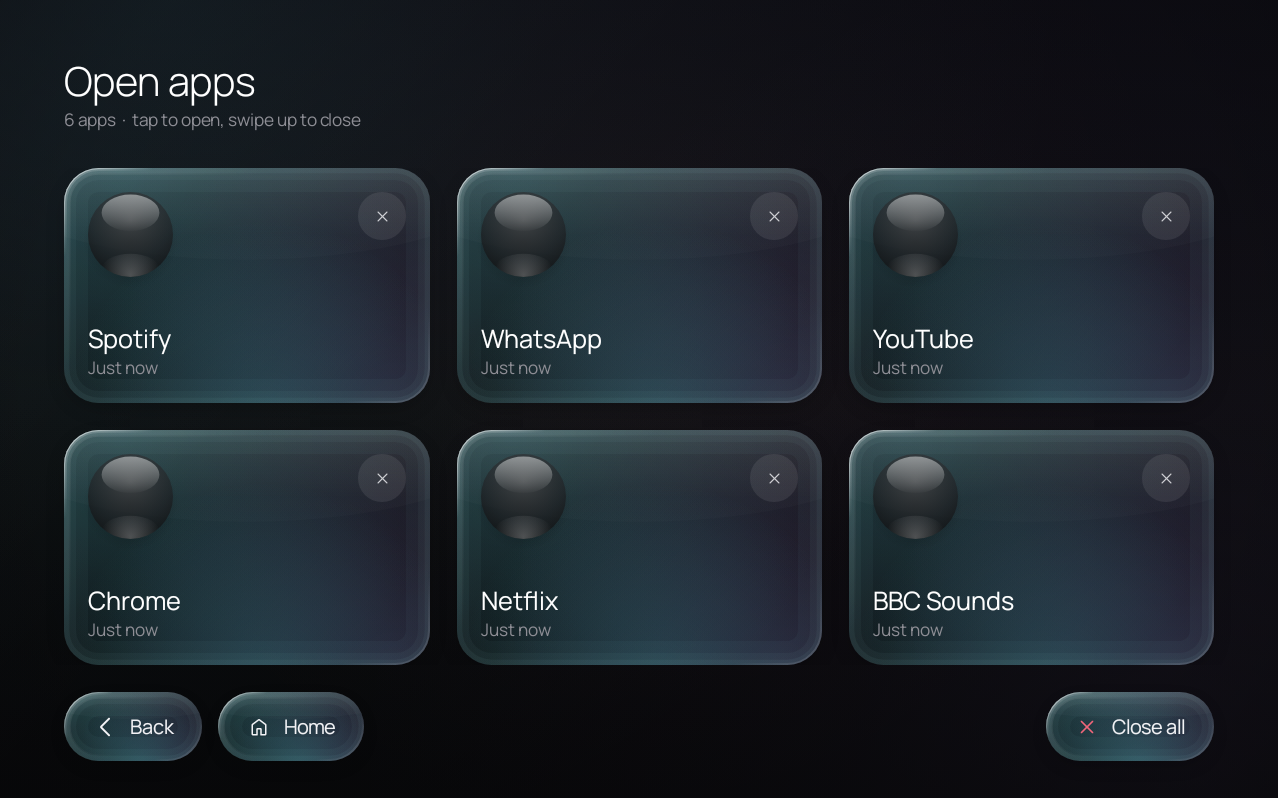 Open apps
6 apps · tap to open, swipe up to close
Spotify
Just now
WhatsApp
Just now
YouTube
Just now
Chrome
Just now
Netflix
Just now
BBC Sounds
Just now
Back
Home
Close all